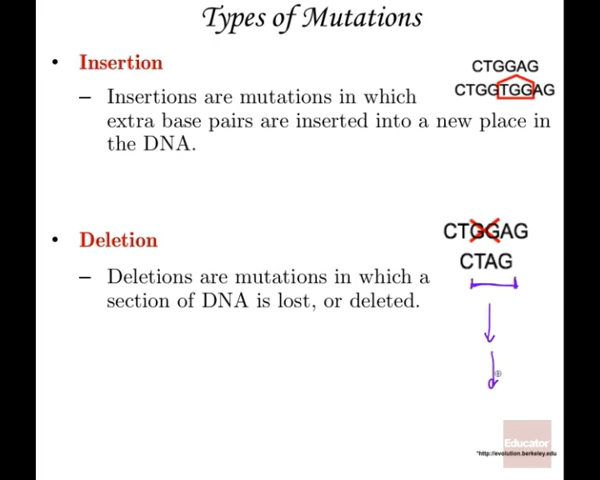 Types of Mutations
• Insertion
– Insertions are mutations in which
extra base pairs are inserted into a new place in
the DNA.
CTGGAG
CTGGTGGAG
• Deletion
– Deletions are mutations in which a
section of DNA is lost, or deleted.
CTGGAG
CTAG
Educator
*http://evolution.berkeley.edu